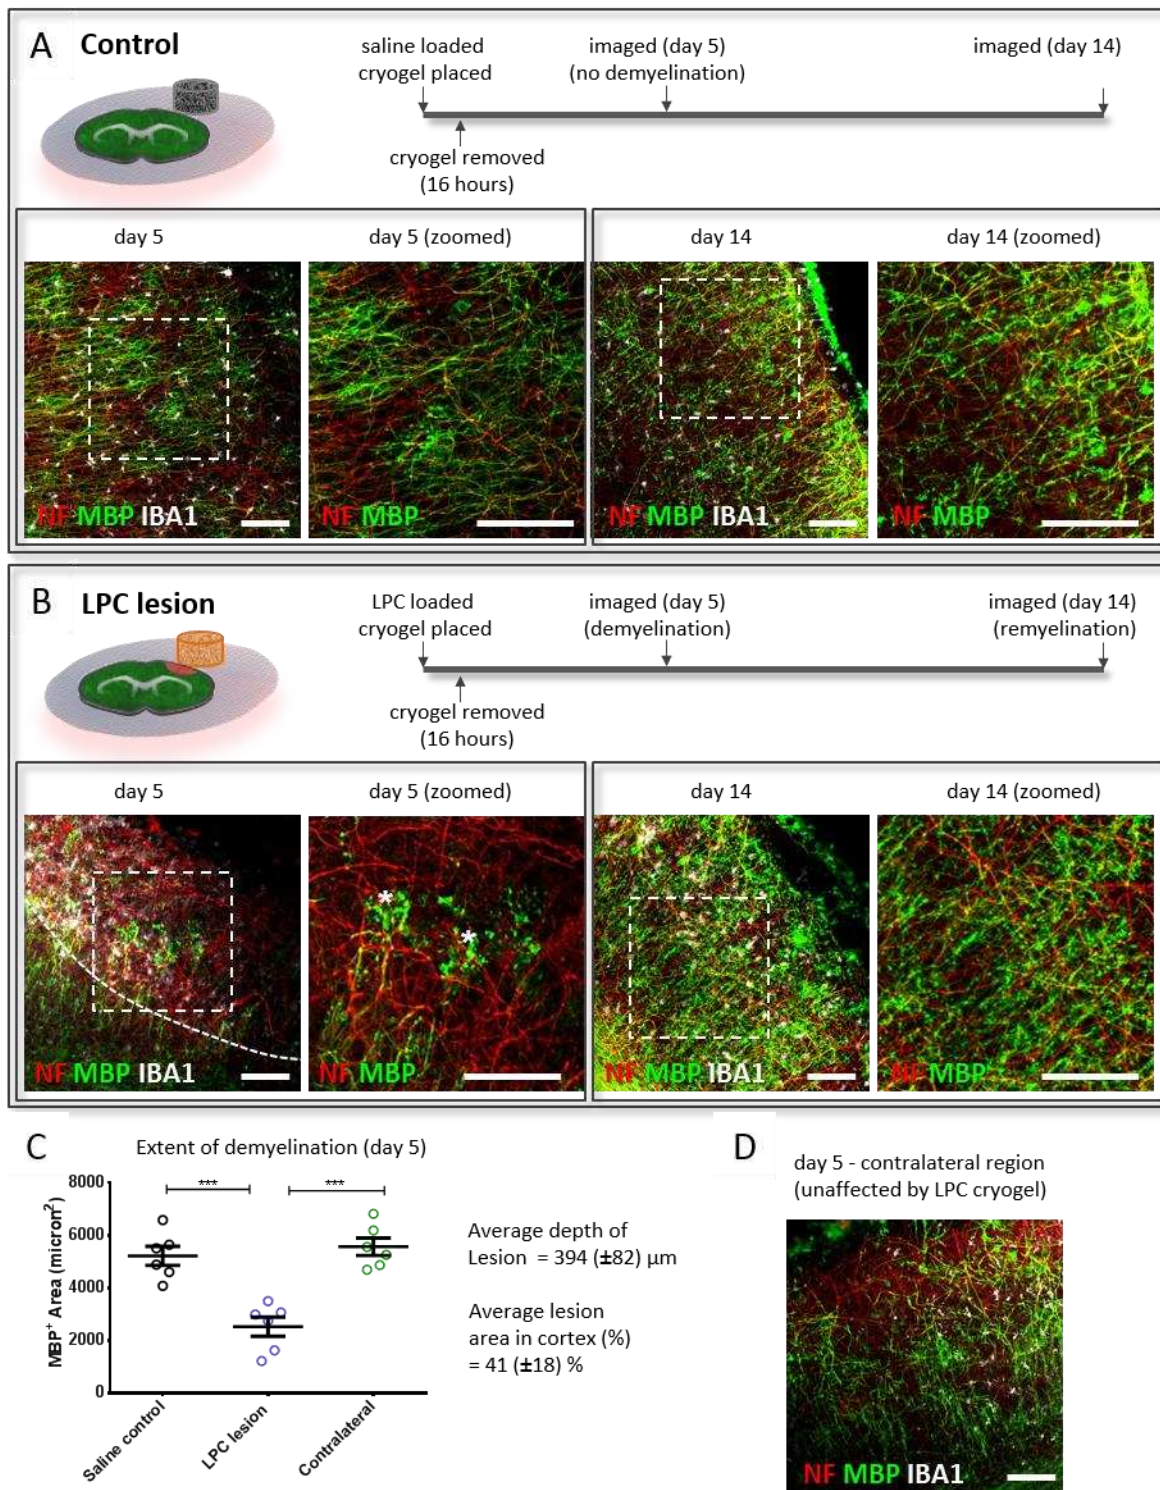 A Control
saline loaded
cryogel placed
imaged (day 5)
(no demyelination)
imaged (day 14)
cryogel removed
(16 hours)
day 5
day 5 (zoomed)
day 14
day 14 (zoomed)
NF MBP IBA1
NF MBP
NF MBP IBA1
NF MBP
B LPC lesion
LPC loaded
cryogel placed
imaged (day 5)
(demyelination)
imaged (day 14)
(remyelination)
cryogel removed
(16 hours)
day 5
day 5 (zoomed)
day 14
day 14 (zoomed)
*
*
NF MBP IBA1
NF MBP
NF MBP IBA1
NF MBP
C
Extent of demyelination (day 5)
MBP⁺ Area (micron²)
8000
6000
4000
2000
0
***
***
Saline control
LPC lesion
Contralateral
Average depth of
Lesion = 394 (±82) µm
Average lesion
area in cortex (%)
= 41 (±18) %
D
day 5 - contralateral region
(unaffected by LPC cryogel)
NF MBP IBA1